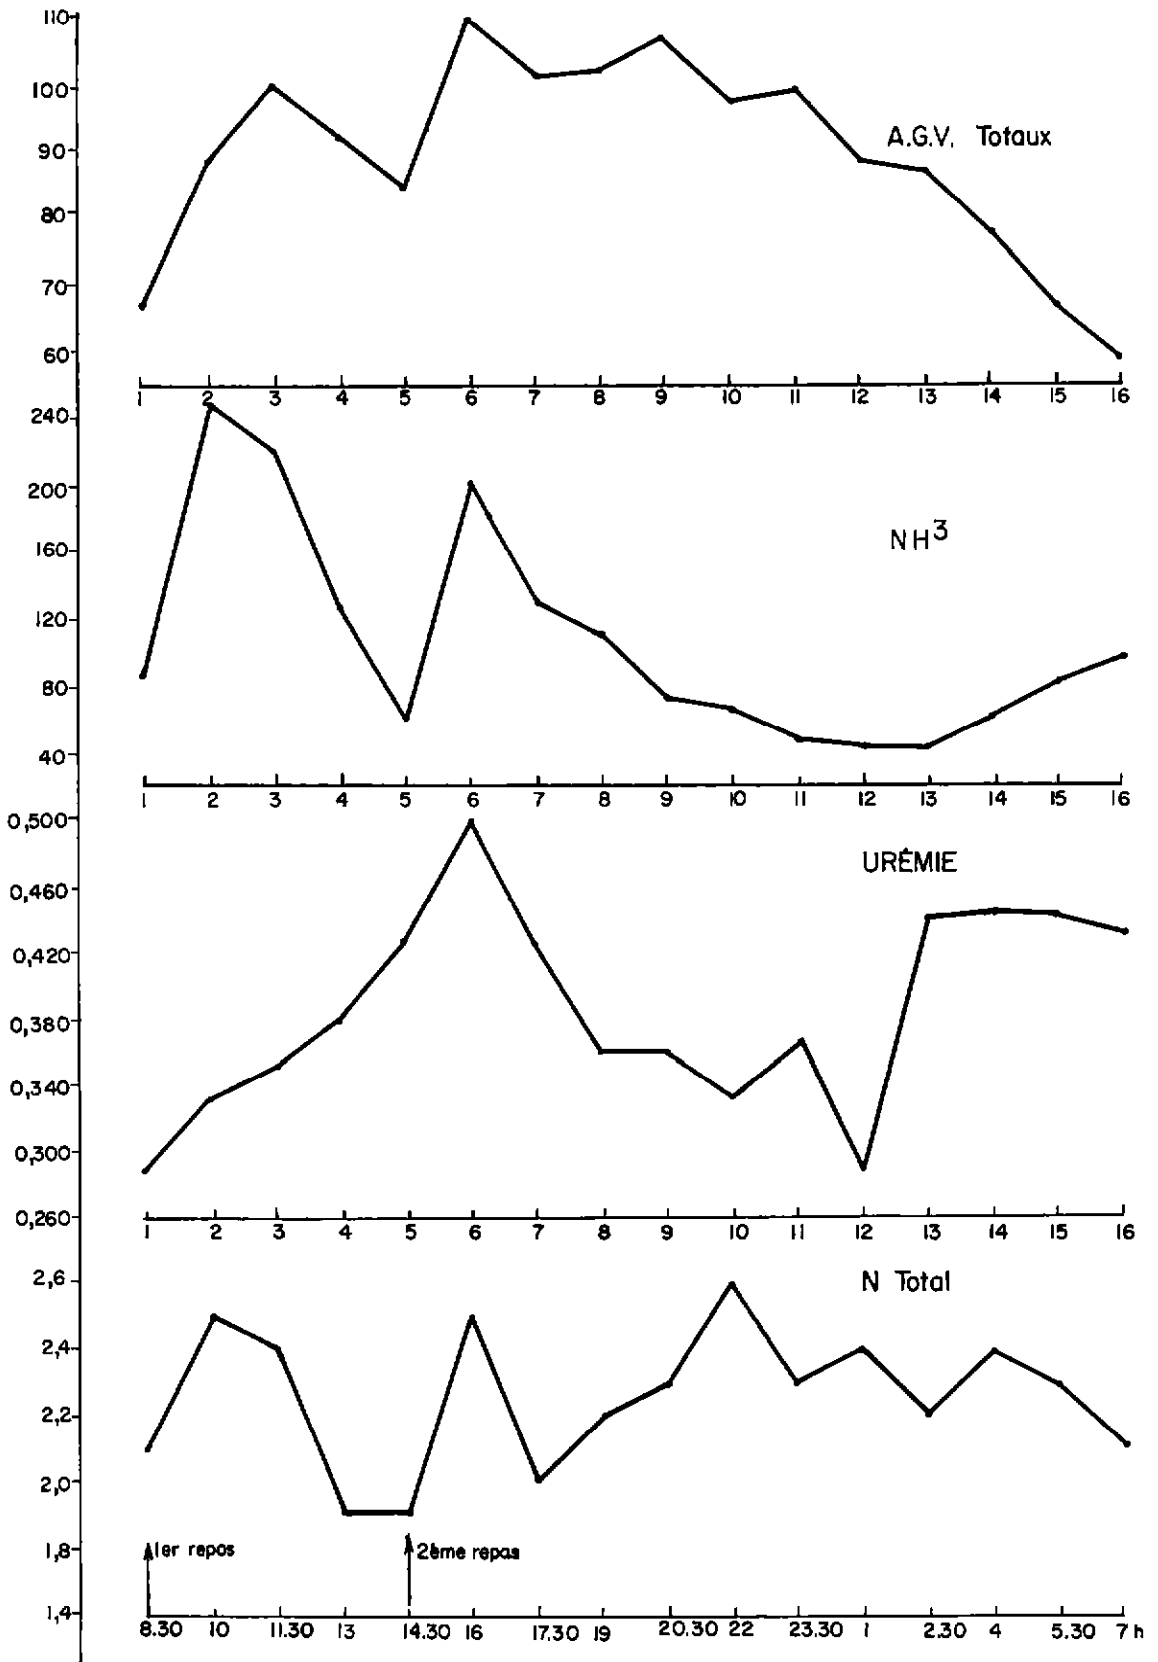 110
100
90
80
70
60
A.G.V. Totaux
1 2 3 4 5 6 7 8 9 10 11 12 13 14 15 16
240
200
160
120
80
40
NH³
1 2 3 4 5 6 7 8 9 10 11 12 13 14 15 16
0,500
0,460
0,420
0,380
0,340
0,300
0,260
URÉMIE
1 2 3 4 5 6 7 8 9 10 11 12 13 14 15 16
2,6
2,4
2,2
2,0
1,8
1,4
N Total
1er repas
2ème repas
8.30 10 11.30 13 14.30 16 17.30 19 20.30 22 23.30 1 2.30 4 5.30 7 h